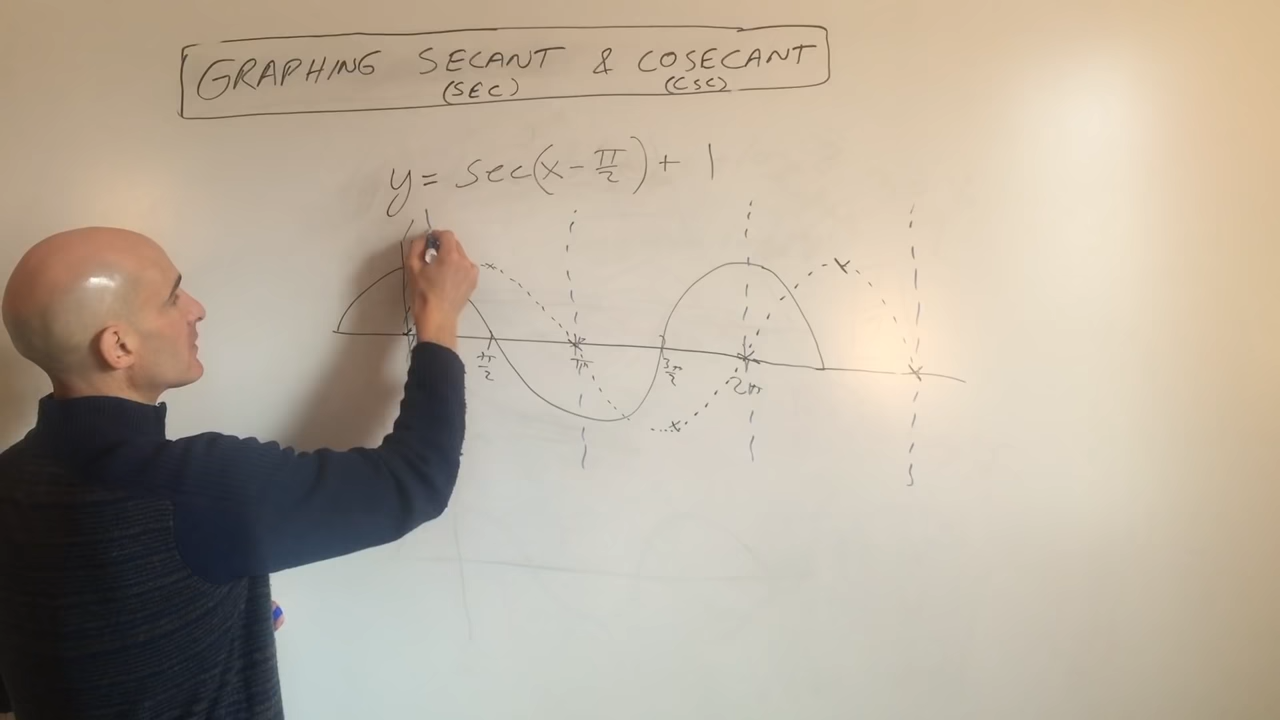 GRAPHING SECANT & COSECANT
(SEC) (CSC)
y = sec(x - π/2) + 1
π/2 π 3π/2 2π